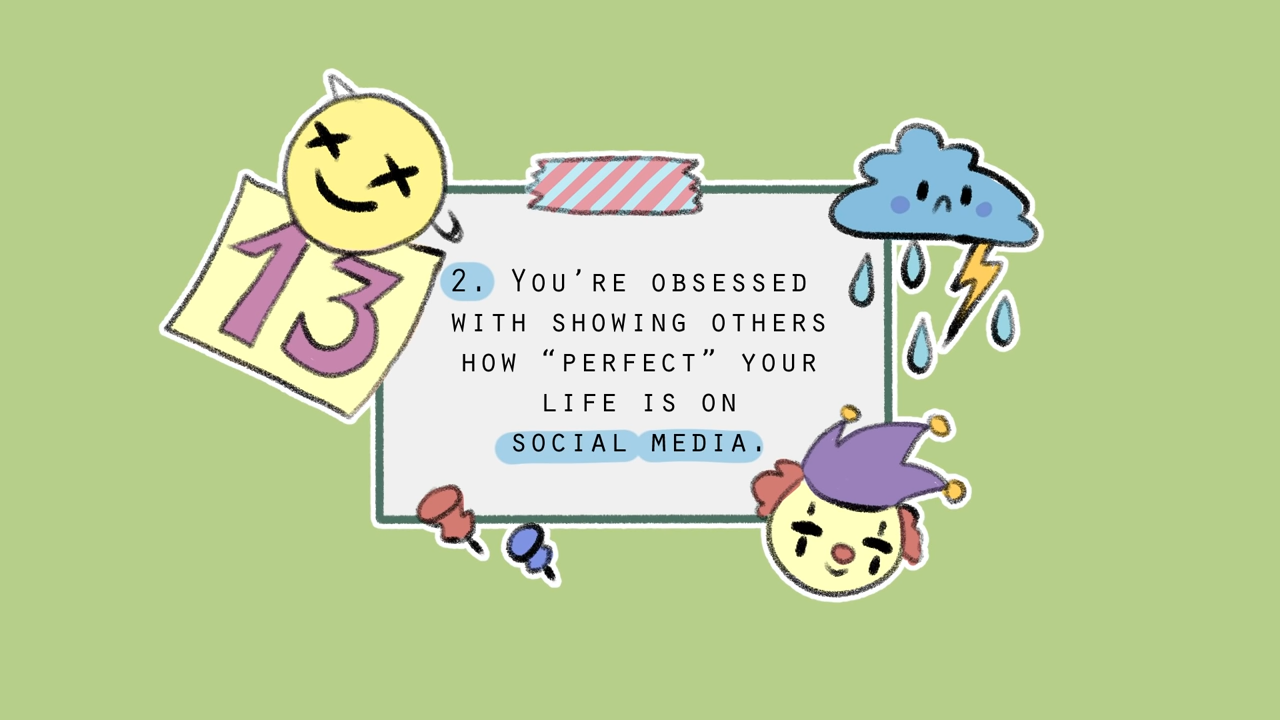 13
2. You're obsessed
with showing others
how “perfect” your
life is on
social media.